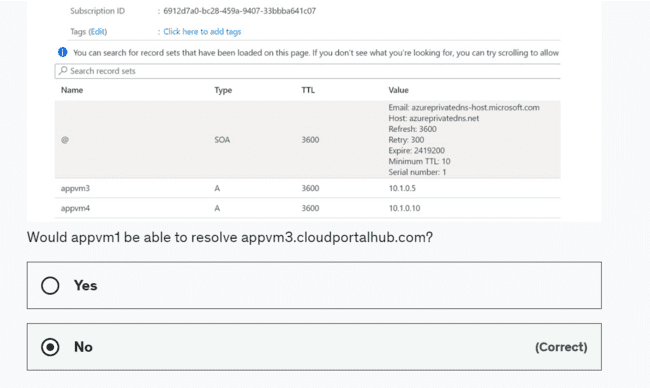 Subscription ID : 6912d7a0-bc28-459a-9407-33bbba641c07
Tags (Edit) : Click here to add tags
You can search for record sets that have been loaded on this page. If you don't see what you're looking for, you can try scrolling to allow
Search record sets
Name Type TTL Value
@ SOA 3600 Email: azureprivatedns-host.microsoft.com
Host: azureprivatedns.net
Refresh: 3600
Retry: 300
Expire: 2419200
Minimum TTL: 10
Serial number: 1
appvm3 A 3600 10.1.0.5
appvm4 A 3600 10.1.0.10
Would appvm1 be able to resolve appvm3.cloudportalhub.com?
Yes
No (Correct)